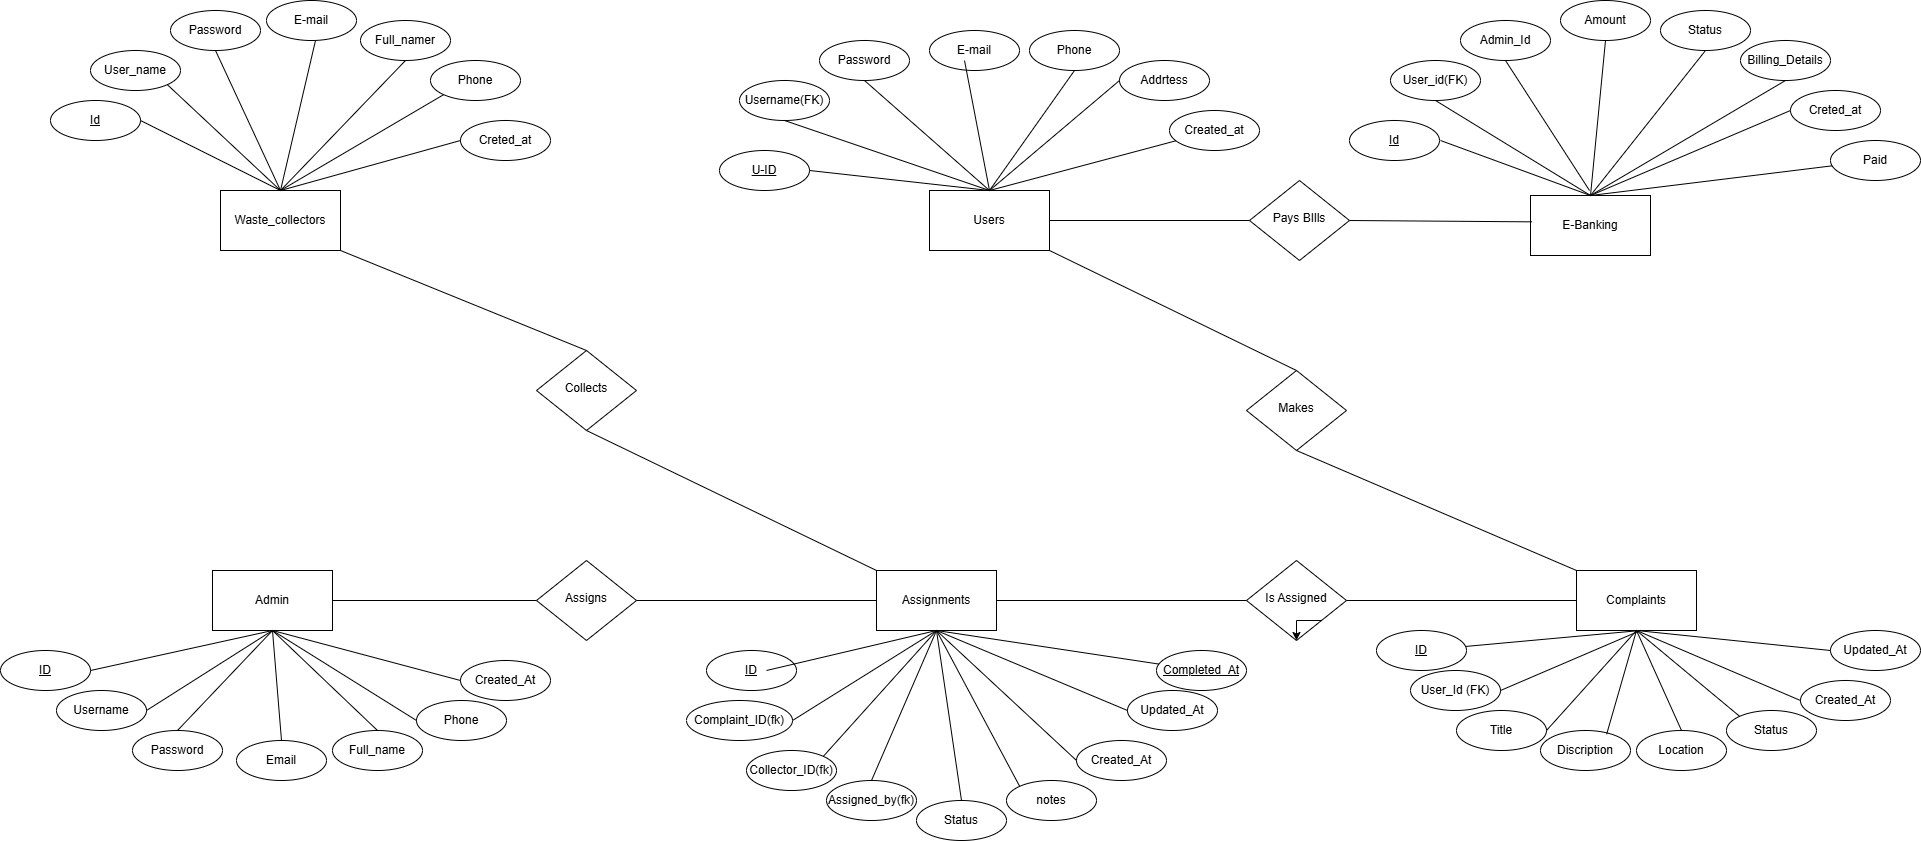 E-mail
Password
Full_namer
User_name
Phone
Id
Creted_at
Waste_collectors
E-mail
Phone
Password
Addrtess
Username(FK)
Created_at
U-ID
Users
Pays BIlls
Amount
Status
Admin_Id
Billing_Details
User_id(FK)
Creted_at
Id
Paid
E-Banking
Collects
Makes
Admin
Assigns
Assignments
Is Assigned
Complaints
ID
Username
Password
Email
Full_name
Phone
Created_At
ID
Complaint_ID(fk)
Collector_ID(fk)
Assigned_by(fk)
Status
notes
Created_At
Updated_At
Completed_At
ID
User_Id (FK)
Title
Discription
Location
Status
Created_At
Updated_At